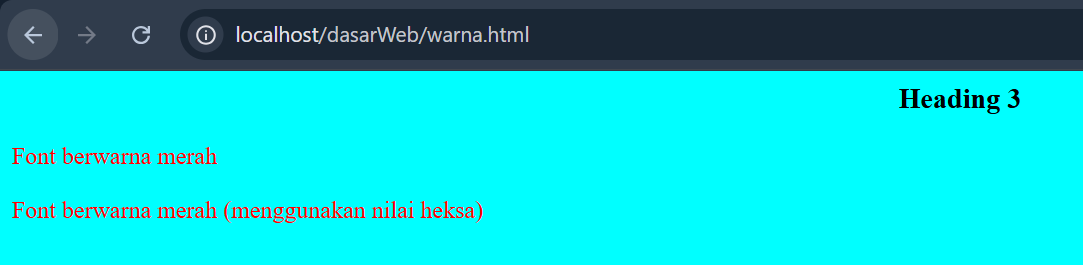 localhost/dasarWeb/warna.html
Heading 3
Font berwarna merah
Font berwarna merah (menggunakan nilai heksa)